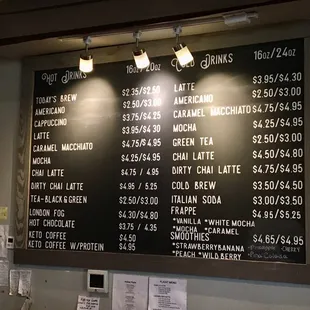 HOT DRINKS 16oz/20oz
TODAY'S BREW $2.35/$2.50
AMERICANO $2.50/$3.00
CAPPUCCINO $3.95/$4.50
LATTE $3.95/$4.30
CARAMEL MACCHIATO $4.25/$4.95
MOCHA $4.25/$4.95
CHAI LATTE $4.75 / 4.95
DIRTY CHAI LATTE $4.95 / 5.25
TEA-BLACK & GREEN $2.50/$3.00
LONDON FOG $4.30/$4.80
HOT CHOCOLATE $3.75 / 4.75
KETO COFFEE $4.50
KETO COFFEE W/PROTEIN $4.95
COLD DRINKS 16oz/24oz
LATTE $3.95/$4.30
AMERICANO $2.50/$3.00
CARAMEL MACCHIATO $4.25/$4.95
MOCHA $4.25/$4.95
GREEN TEA $2.50/$3.00
CHAI LATTE $4.30/$4.80
DIRTY CHAI LATTE $4.75/$5.25
COLD BREW $3.50/$4.50
ITALIAN SODA $2.50/$3.50
FRAPPE $4.95/$5.25
*VANILLA *WHITE MOCHA
*MOCHA *CARAMEL
SMOOTHIES $4.65/$4.95
*STRAWBERRYBANANA
*PEACH *WILD BERRY